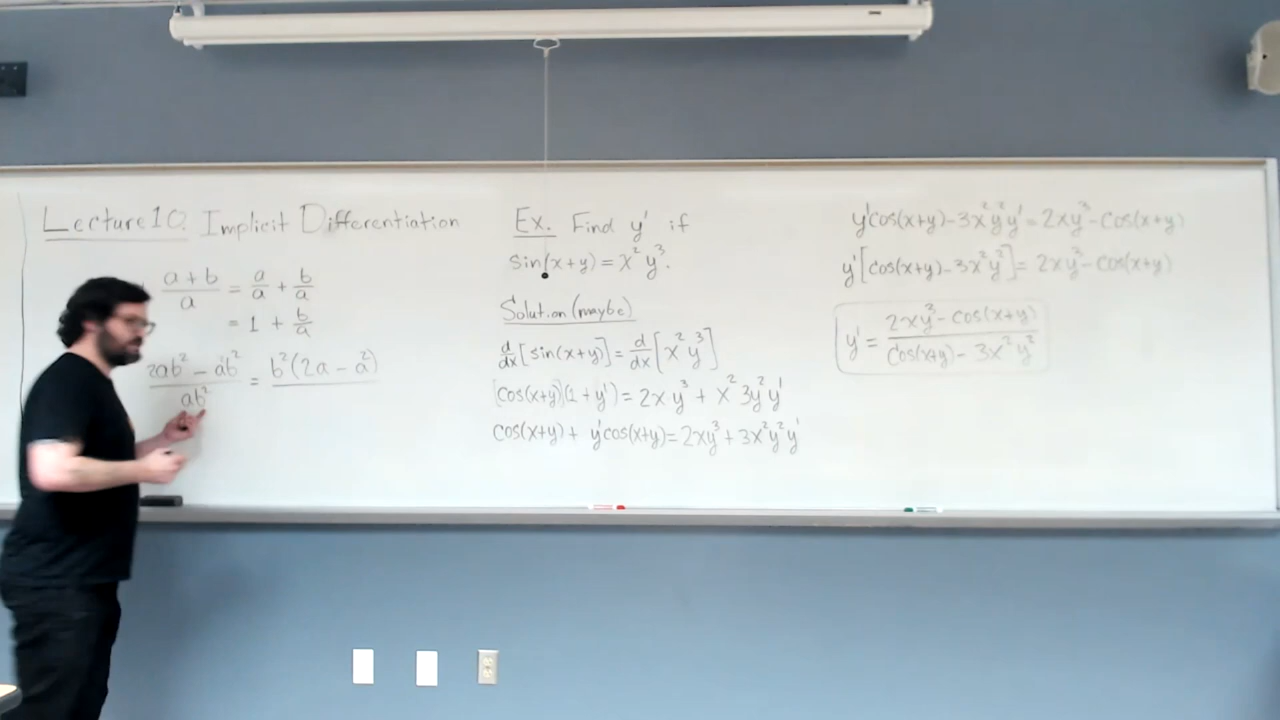 Lecture 10: Implicit Differentiation
(a + b)/a = a/a + b/a
= 1 + b/a
(2ab² - a³b²)/(ab²) = b²(2a - a³)
Ex. Find y' if
sin(x+y) = x²y³.
Solution (maybe)
d/dx[sin(x+y)] = d/dx[x²y³]
[cos(x+y)](1 + y') = 2xy³ + x²3y²y'
cos(x+y) + y'cos(x+y) = 2xy³ + 3x²y²y'
y'cos(x+y) - 3x²y²y' = 2xy³ - cos(x+y)
y'[cos(x+y) - 3x²y²] = 2xy³ - cos(x+y)
y' = (2xy³ - cos(x+y))/(cos(x+y) - 3x²y²)